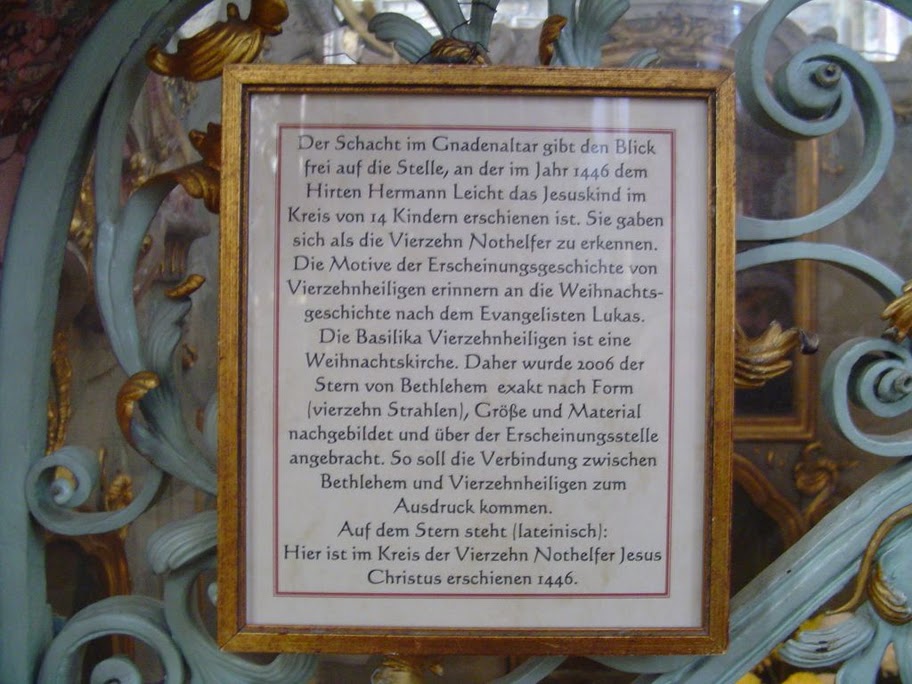 Der Schacht im Gnadenaltar gibt den Blick
frei auf die Stelle, an der im Jahr 1446 dem
Hirten Hermann Leicht das Jesuskind im
Kreis von 14 Kindern erschienen ist. Sie gaben
sich als die Vierzehn Nothelfer zu erkennen.
Die Motive der Erscheinungsgeschichte von
Vierzehnheiligen erinnern an die Weihnachts-
geschichte nach dem Evangelisten Lukas.
Die Basilika Vierzehnheiligen ist eine
Weihnachtskirche. Daher wurde 2006 der
Stern von Bethlehem exakt nach Form
(vierzehn Strahlen), Größe und Material
nachgebildet und über der Erscheinungsstelle
angebracht. So soll die Verbindung zwischen
Bethlehem und Vierzehnheiligen zum
Ausdruck kommen.
Auf dem Stern steht (lateinisch):
Hier ist im Kreis der Vierzehn Nothelfer Jesus
Christus erschienen 1446.